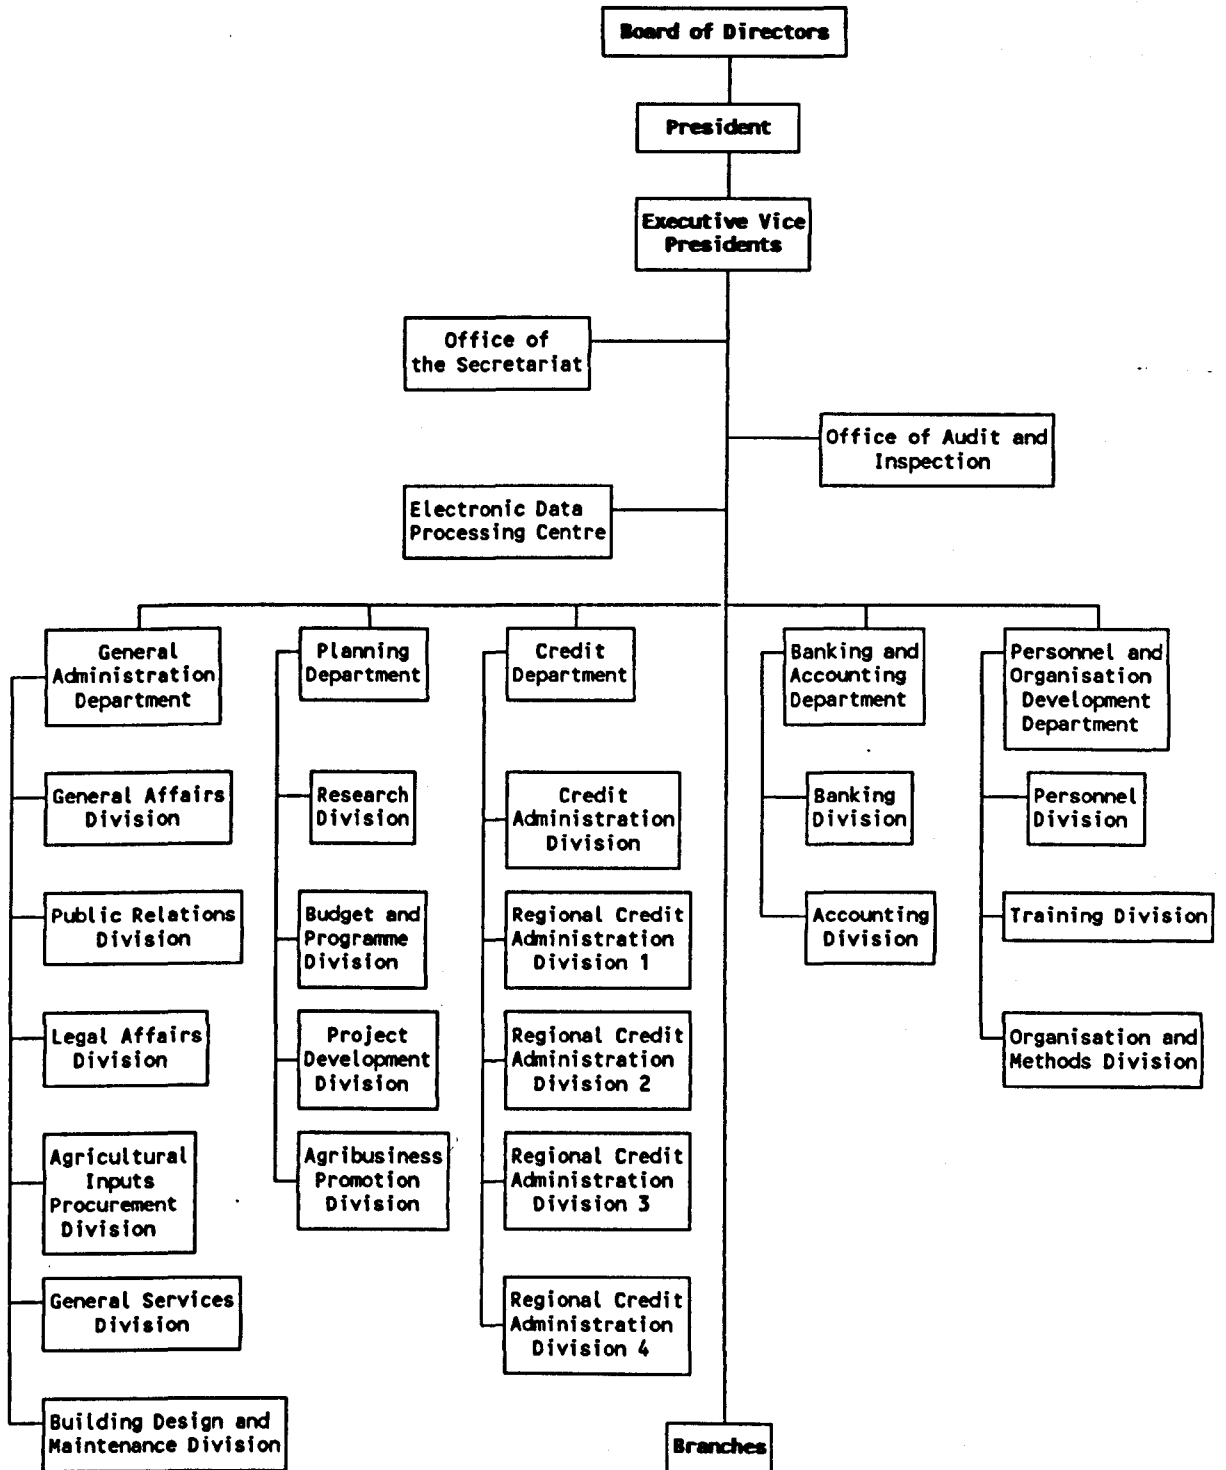 Board of Directors
President
Executive Vice
Presidents
Office of
the Secretariat
Office of Audit and
Inspection
Electronic Data
Processing Centre
General
Administration
Department
Planning
Department
Credit
Department
Banking and
Accounting
Department
Personnel and
Organisation
Development
Department
General Affairs
Division
Research
Division
Credit
Administration
Division
Banking
Division
Personnel
Division
Public Relations
Division
Budget and
Programme
Division
Regional Credit
Administration
Division 1
Accounting
Division
Training Division
Legal Affairs
Division
Project
Development
Division
Regional Credit
Administration
Division 2
Organisation and
Methods Division
Agricultural
Inputs
Procurement
Division
Agribusiness
Promotion
Division
Regional Credit
Administration
Division 3
General Services
Division
Regional Credit
Administration
Division 4
Building Design and
Maintenance Division
Branches